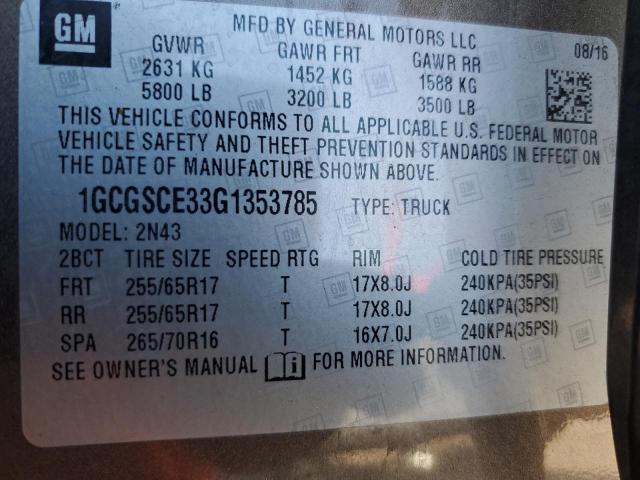 GM
MFD BY GENERAL MOTORS LLC
08/16
GVWR GAWR FRT GAWR RR
2631 KG 1452 KG 1588 KG
5800 LB 3200 LB 3500 LB
THIS VEHICLE CONFORMS TO ALL APPLICABLE U.S. FEDERAL MOTOR
VEHICLE SAFETY AND THEFT PREVENTION STANDARDS IN EFFECT ON
THE DATE OF MANUFACTURE SHOWN ABOVE.
1GCGSCE33G1353785 TYPE: TRUCK
MODEL: 2N43
2BCT TIRE SIZE SPEED RTG RIM COLD TIRE PRESSURE
FRT 255/65R17 T 17X8.0J 240KPA(35PSI)
RR 255/65R17 T 17X8.0J 240KPA(35PSI)
SPA 265/70R16 T 16X7.0J 240KPA(35PSI)
SEE OWNER'S MANUAL FOR MORE INFORMATION.